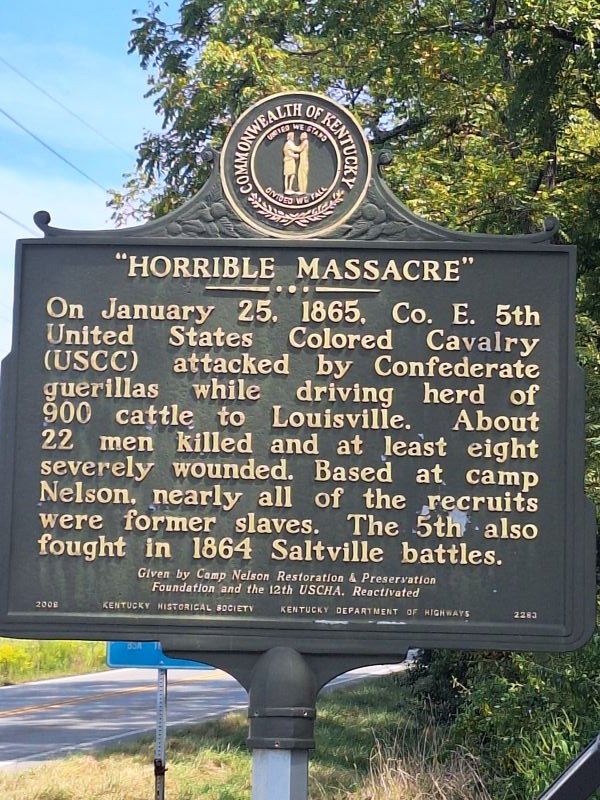 COMMONWEALTH OF KENTUCKY
UNITED WE STAND
DIVIDED WE FALL
"HORRIBLE MASSACRE"
On January 25, 1865, Co. E. 5th
United States Colored Cavalry
(USCC) attacked by Confederate
guerillas while driving herd of
900 cattle to Louisville. About
22 men killed and at least eight
severely wounded. Based at camp
Nelson, nearly all of the recruits
were former slaves. The 5th also
fought in 1864 Saltville battles.
Given by Camp Nelson Restoration & Preservation
Foundation and the 12th USCHA, Reactivated
2008 KENTUCKY HISTORICAL SOCIETY KENTUCKY DEPARTMENT OF HIGHWAYS 2283